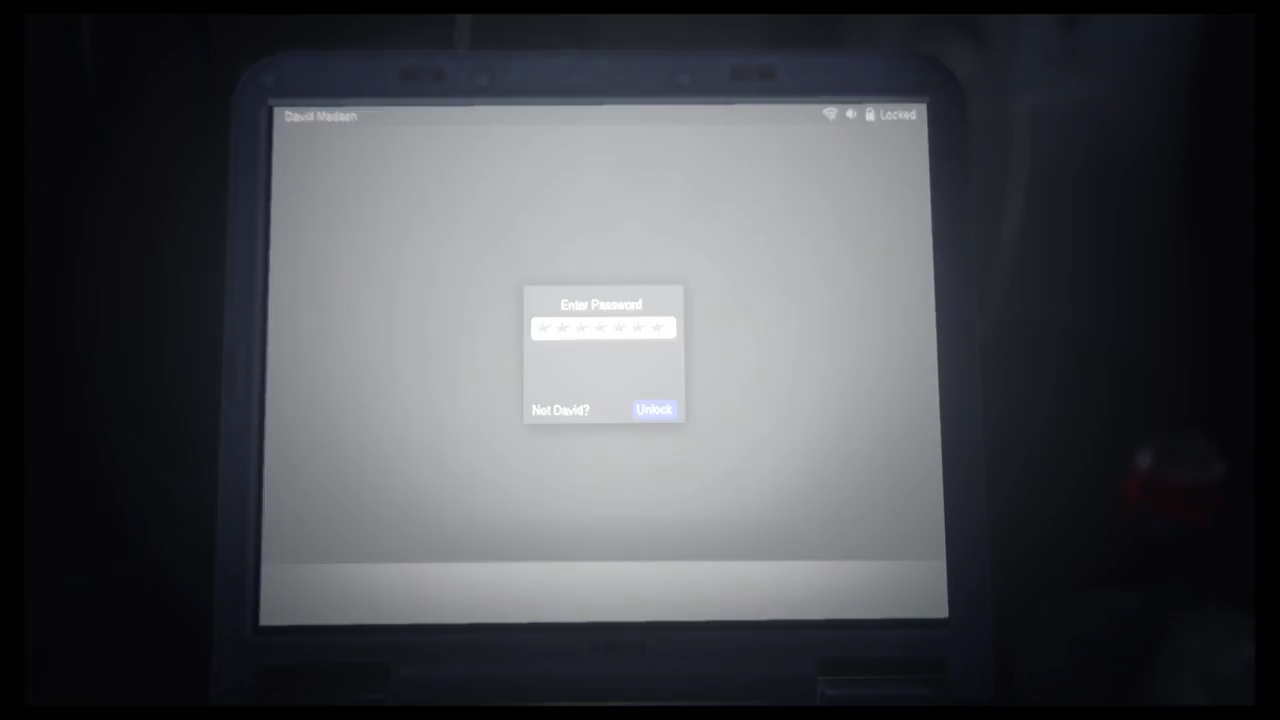 David Madsen
Locked
Enter Password
*******
Not David?
Unlock